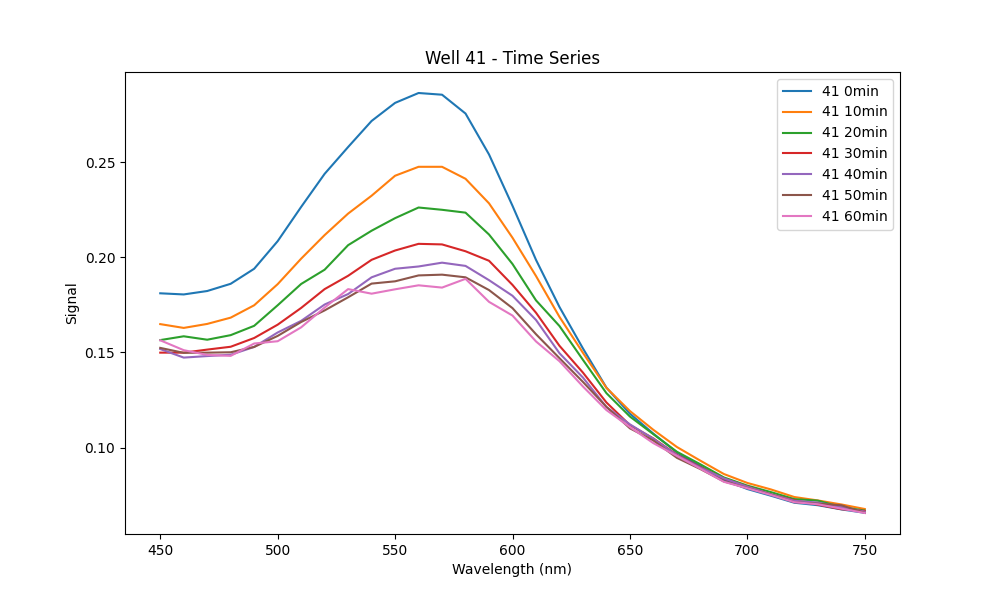 Well 41 - Time Series
41 0min
41 10min
41 20min
41 30min
41 40min
41 50min
41 60min
Signal
0.25
0.20
0.15
0.10
450 500 550 600 650 700 750
Wavelength (nm)